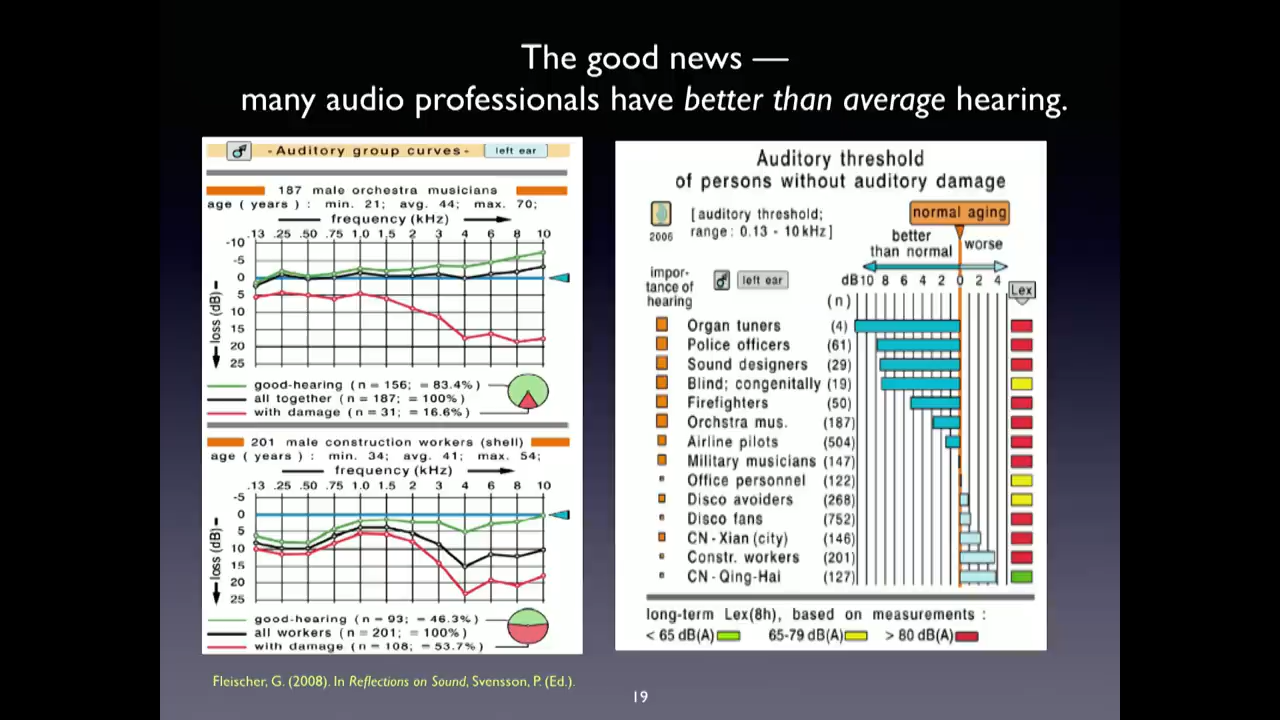 The good news —
many audio professionals have better than average hearing.
- Auditory group curves - left ear
187 male orchestra musicians
age ( years ) : min. 21; avg. 44; max. 70;
frequency (kHz)
.13 .25 .50 .75 1.0 1.5 2 3 4 6 8 10
-10
-5
0
5
10
15
20
25
loss (dB)
good-hearing ( n = 156; = 83.4%)
all together ( n = 187; = 100%)
with damage ( n = 31; = 16.6%)
201 male construction workers (shell)
age ( years ) : min. 34; avg. 41; max. 54;
frequency (kHz)
.13 .25 .50 .75 1.0 1.5 2 3 4 6 8 10
-5
0
5
10
15
20
25
loss (dB)
good-hearing ( n = 93; = 46.3%)
all workers ( n = 201; = 100%)
with damage ( n = 108; = 53.7%)
Auditory threshold
of persons without auditory damage
2006
[ auditory threshold;
range : 0.13 - 10 kHz ]
normal aging
better
than normal
worse
impor-
tance of
hearing
left ear
dB 10 8 6 4 2 0 2 4
(n)
Lex
Organ tuners (4)
Police officers (61)
Sound designers (29)
Blind; congenitally (19)
Firefighters (50)
Orchstra mus. (187)
Airline pilots (504)
Military musicians (147)
Office personnel (122)
Disco avoiders (268)
Disco fans (752)
CN - Xian (city) (146)
Constr. workers (201)
CN - Qing-Hai (127)
long-term Lex(8h), based on measurements :
< 65 dB(A) 65-79 dB(A) > 80 dB(A)
Fleischer, G. (2008). In Reflections on Sound, Svensson, P. (Ed.).
19